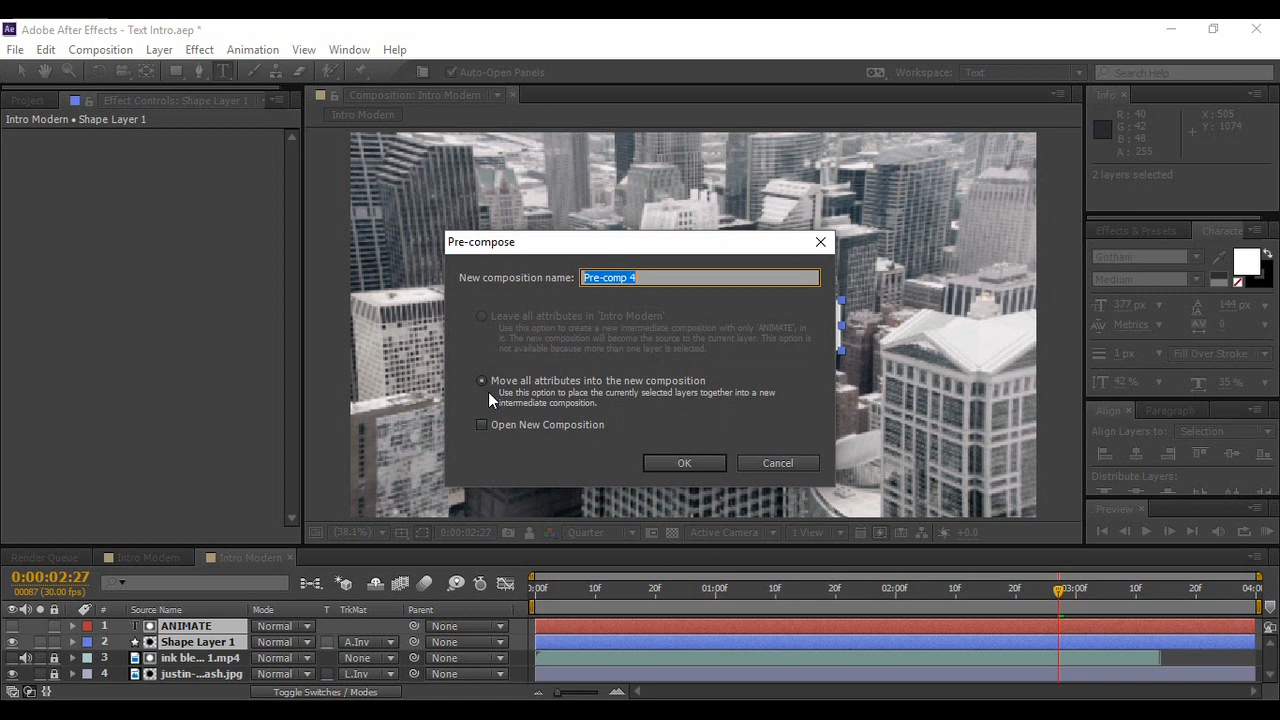 Adobe After Effects - Text Intro.aep *
File Edit Composition Layer Effect Animation View Window Help
Auto-Open Panels Workspace: Text Search Help
Project Effect Controls: Shape Layer 1 Composition: Intro Modern Info
Intro Modern • Shape Layer 1
Intro Modern
R: 40 X: 505
G: 42 Y: 1074
B: 48
A: 255
2 layers selected
Effects & Presets Characte
Gotham
Medium
377 px 144 px
Metrics 0
1 px Fill Over Stroke
42 % 35 %
Align Paragraph
Align Layers to: Selection
Distribute Layers:
Preview
Pre-compose
New composition name: Pre-comp 4
Leave all attributes in 'Intro Modern'
Use this option to create a new intermediate composition with only 'ANIMATE', in
it. The new composition will become the source to the current layer. This option is
not available because more than one layer is selected.
Move all attributes into the new composition
Use this option to place the currently selected layers together into a new
intermediate composition.
Open New Composition
OK Cancel
(38.1%) 0:00:02:27 Quarter Active Camera 1 View +0.0
Render Queue Intro Modern Intro Modern
0:00:02:27
00087 (30.00 fps)
:00F 10f 20f 01:00F 10f 20f 02:00F 10f 20f 03:00F 10f 20f 04:00
# Source Name Mode T TrkMat Parent
1 T ANIMATE Normal None
2 Shape Layer 1 Normal A.Inv None
3 ink ble... 1.mp4 Normal None None
4 justin-...ash.jpg Normal L.Inv None
Toggle Switches / Modes